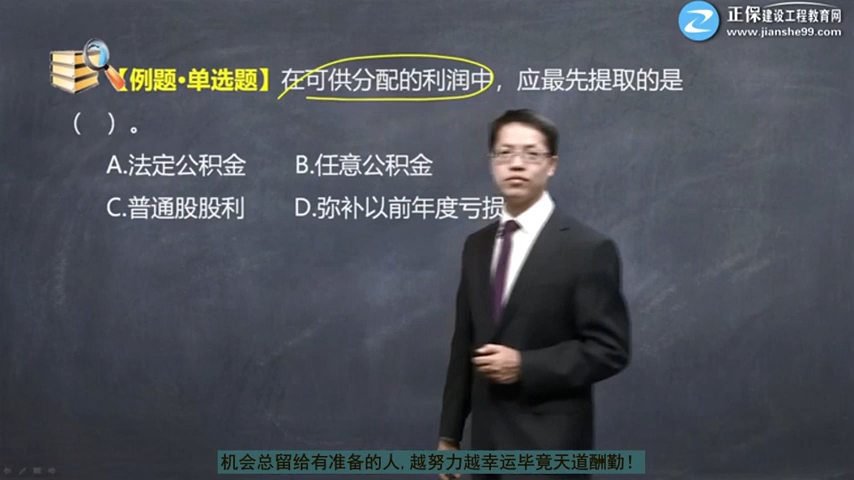 正保建设工程教育网
www.jianshe99.com
【例题•单选题】在可供分配的利润中，应最先提取的是
（ ）。
A.法定公积金 B.任意公积金
C.普通股股利 D.弥补以前年度亏损
机会总留给有准备的人,越努力越幸运毕竟天道酬勤！